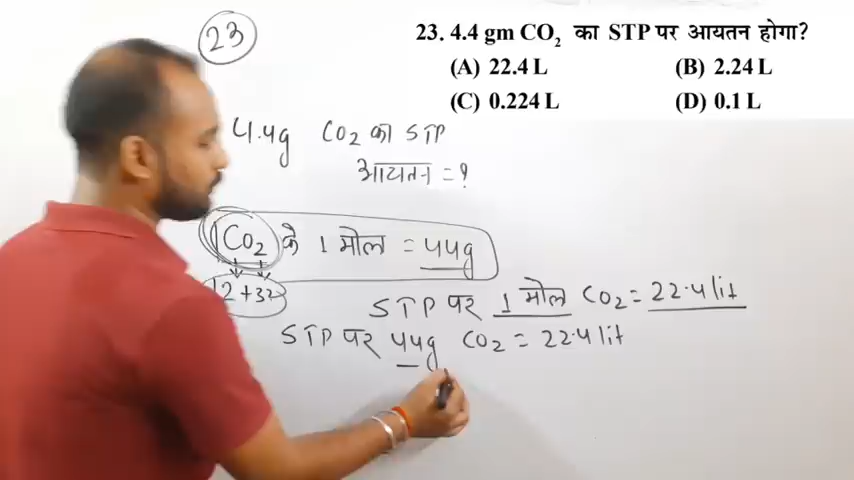 23. 4.4 gm CO₂ का STP पर आयतन होगा?
(A) 22.4 L (B) 2.24 L
(C) 0.224 L (D) 0.1 L
23
4.4g CO₂ का STP
आयतन = ?
CO₂ के 1 मोल = 44g
12+32
STP पर 1 मोल CO₂ = 22.4 lit
STP पर 44g CO₂ = 22.4 lit